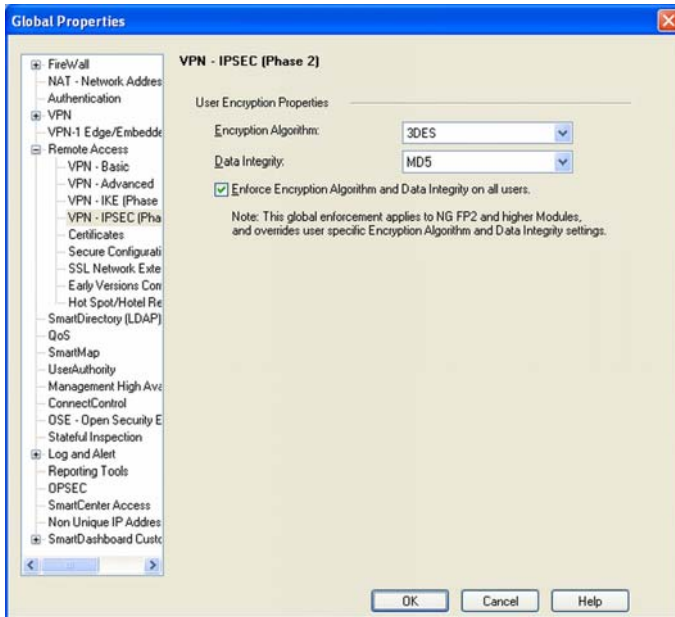 Global Properties
FireWall
NAT - Network Addres
Authentication
VPN
VPN-1 Edge/Embedde
Remote Access
VPN - Basic
VPN - Advanced
VPN - IKE (Phase
VPN - IPSEC (Pha
Certificates
Secure Configurati
SSL Network Exte
Early Versions Com
Hot Spot/Hotel Re
SmartDirectory (LDAP)
QoS
SmartMap
UserAuthority
Management High Ava
ConnectControl
OSE - Open Security E
Stateful Inspection
Log and Alert
Reporting Tools
OPSEC
SmartCenter Access
Non Unique IP Addres
SmartDashboard Custo
VPN - IPSEC (Phase 2)
User Encryption Properties
Encryption Algorithm: 3DES
Data Integrity: MD5
Enforce Encryption Algorithm and Data Integrity on all users.
Note: This global enforcement applies to NG FP2 and higher Modules,
and overrides user specific Encryption Algorithm and Data Integrity settings.
OK Cancel Help